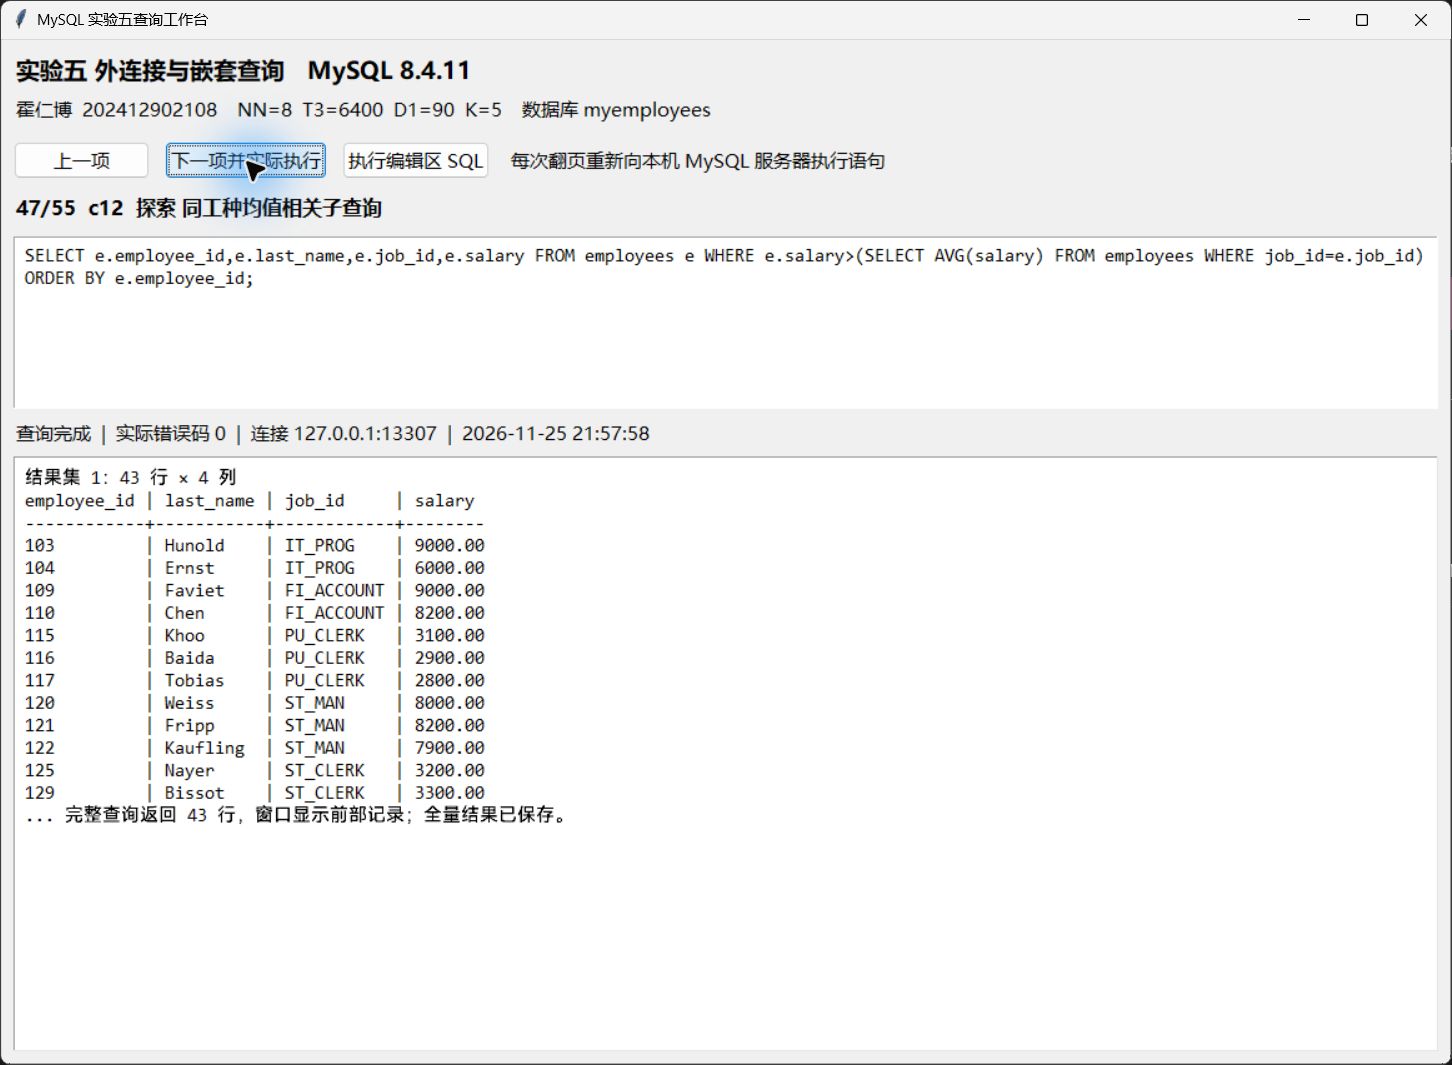 MySQL 实验五查询工作台
实验五 外连接与嵌套查询 MySQL 8.4.11
霍仁博 202412902108 NN=8 T3=6400 D1=90 K=5 数据库 myemployees
上一项 下一项并实际执行 执行编辑区 SQL 每次翻页重新向本机 MySQL 服务器执行语句
47/55 c12 探索 同工种均值相关子查询
SELECT e.employee_id,e.last_name,e.job_id,e.salary FROM employees e WHERE e.salary>(SELECT AVG(salary) FROM employees WHERE job_id=e.job_id)
ORDER BY e.employee_id;
查询完成 | 实际错误码 0 | 连接 127.0.0.1:13307 | 2026-11-25 21:57:58
结果集 1: 43 行 × 4 列
employee_id | last_name | job_id     | salary
------------+-----------+------------+--------
103         | Hunold    | IT_PROG    | 9000.00
104         | Ernst     | IT_PROG    | 6000.00
109         | Faviet    | FI_ACCOUNT | 9000.00
110         | Chen      | FI_ACCOUNT | 8200.00
115         | Khoo      | PU_CLERK   | 3100.00
116         | Baida     | PU_CLERK   | 2900.00
117         | Tobias    | PU_CLERK   | 2800.00
120         | Weiss     | ST_MAN     | 8000.00
121         | Fripp     | ST_MAN     | 8200.00
122         | Kaufling  | ST_MAN     | 7900.00
125         | Nayer     | ST_CLERK   | 3200.00
129         | Bissot    | ST_CLERK   | 3300.00
... 完整查询返回 43 行，窗口显示前部记录；全量结果已保存。